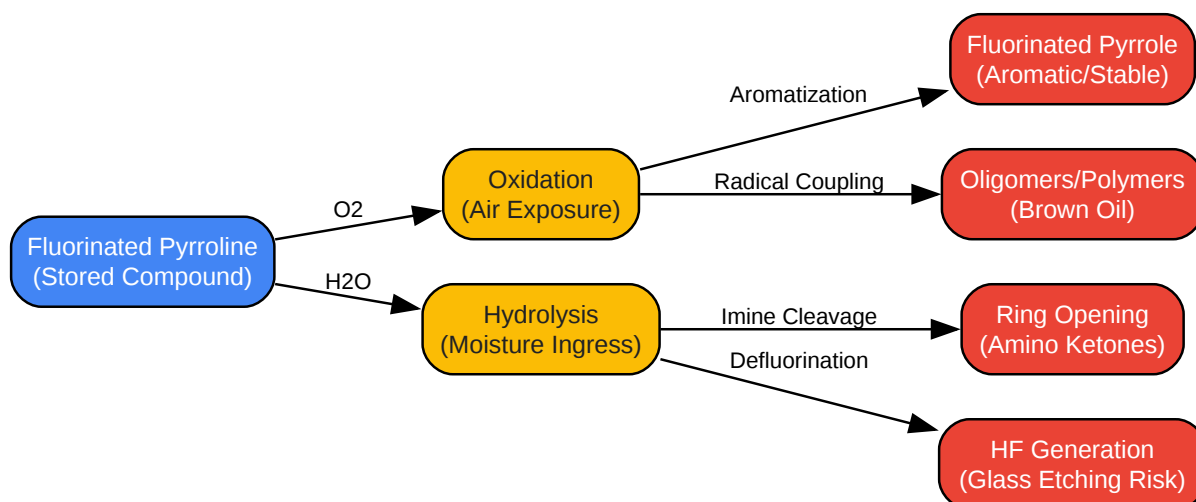 Fluorinated Pyrroline
(Stored Compound)
O2
H2O
Oxidation
(Air Exposure)
Hydrolysis
(Moisture Ingress)
Aromatization
Radical Coupling
Imine Cleavage
Defluorination
Fluorinated Pyrrole
(Aromatic/Stable)
Oligomers/Polymers
(Brown Oil)
Ring Opening
(Amino Ketones)
HF Generation
(Glass Etching Risk)